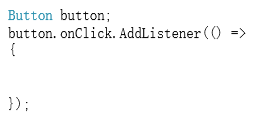 Button button;
button.onClick.AddListener(() =>
{
});